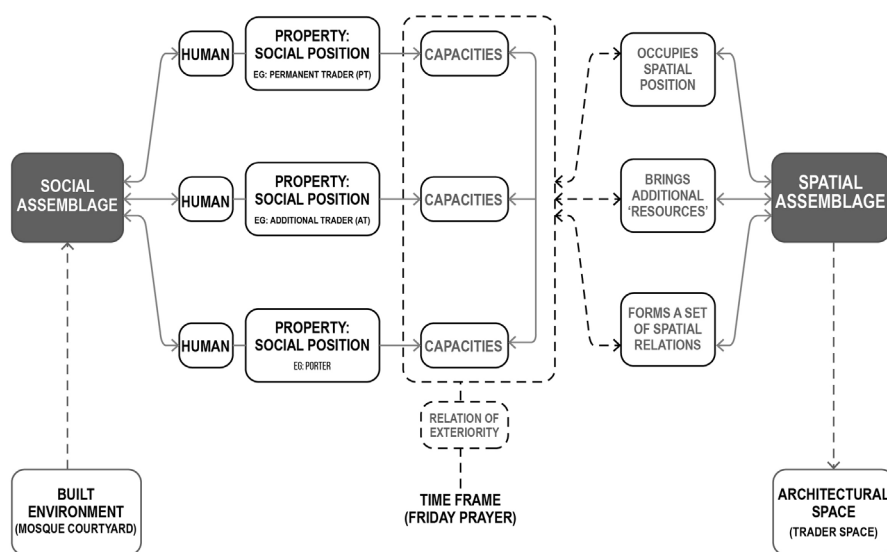 HUMAN
PROPERTY:
SOCIAL POSITION
EG: PERMANENT TRADER (PT)
CAPACITIES
OCCUPIES
SPATIAL
POSITION
SOCIAL
ASSEMBLAGE
HUMAN
PROPERTY:
SOCIAL POSITION
EG: ADDITIONAL TRADER (AT)
CAPACITIES
BRINGS
ADDITIONAL
‘RESOURCES’
SPATIAL
ASSEMBLAGE
HUMAN
PROPERTY:
SOCIAL POSITION
EG: PORTER
CAPACITIES
FORMS A SET
OF SPATIAL
RELATIONS
RELATION OF
EXTERIORITY
BUILT
ENVIRONMENT
(MOSQUE COURTYARD)
TIME FRAME
(FRIDAY PRAYER)
ARCHITECTURAL
SPACE
(TRADER SPACE)